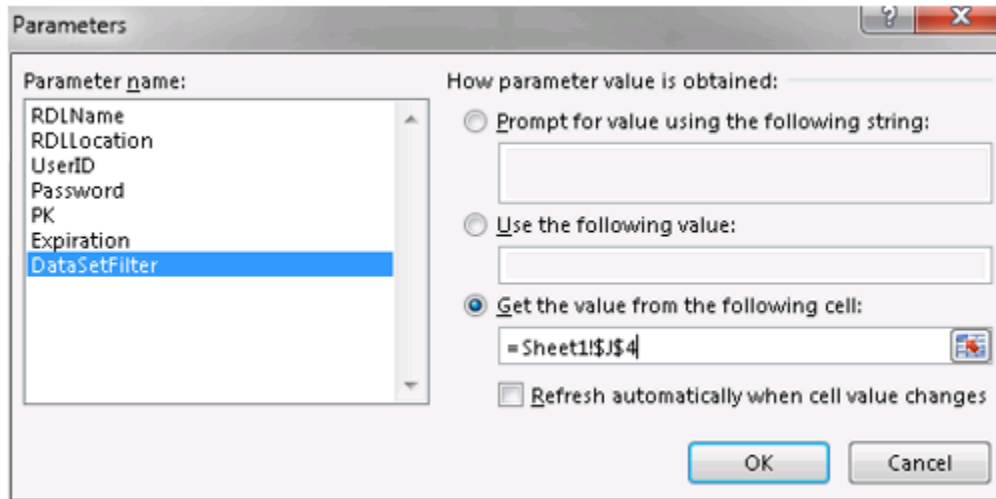 Parameters
?
X
Parameter name:
RDLName
RDLLocation
UserID
Password
PK
Expiration
DataSetFilter
How parameter value is obtained:
Prompt for value using the following string:
Use the following value:
Get the value from the following cell:
=Sheet1!$J$4
Refresh automatically when cell value changes
OK
Cancel